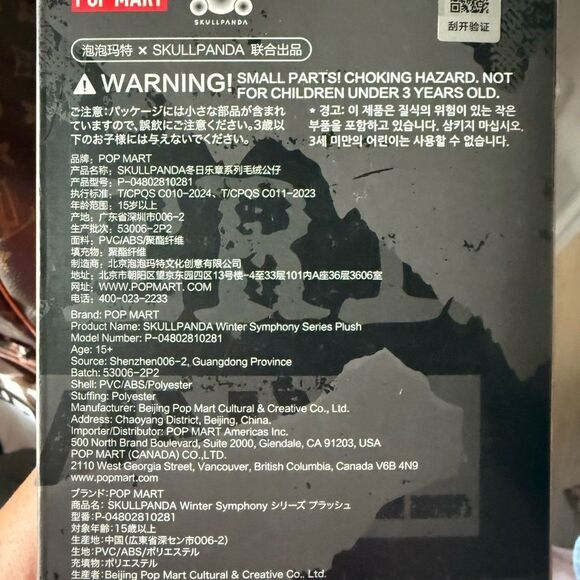 POP MART
SKULLPANDA
刮开验证
泡泡玛特 × SKULLPANDA 联合出品
WARNING! SMALL PARTS! CHOKING HAZARD. NOT
FOR CHILDREN UNDER 3 YEARS OLD.
ご注意:パッケージには小さな部品が含まれ
ていますので、誤飲にご注意ください。3歳以
下のお子様には与えないでください。
* 경고: 이 제품은 질식의 위험이 있는 작은
부품을 포함하고 있습니다. 삼키지 마십시오.
3세 미만의 어린이는 사용할 수 없습니다.
品牌: POP MART
产品名称: SKULLPANDA冬日乐章系列毛绒公仔
产品型号: P-04802810281
执行标准: T/CPQS C010-2024、T/CPQS C011-2023
年龄范围: 15岁以上
产地: 广东省深圳市006-2
生产批次: 53006-2P2
面料: PVC/ABS/聚酯纤维
填充物: 聚酯纤维
制造商: 北京泡泡玛特文化创意有限公司
地址: 北京市朝阳区望京东园四区13号楼-4至33层101内A座36层3606室
网址: WWW.POPMART.COM
电话: 400-023-2233
Brand: POP MART
Product Name: SKULLPANDA Winter Symphony Series Plush
Model Number: P-04802810281
Age: 15+
Source: Shenzhen006-2, Guangdong Province
Batch: 53006-2P2
Shell: PVC/ABS/Polyester
Stuffing: Polyester
Manufacturer: Beijing Pop Mart Cultural & Creative Co., Ltd.
Address: Chaoyang District, Beijing, China.
Importer/Distributor: POP MART Americas Inc.
500 North Brand Boulevard, Suite 2000, Glendale, CA 91203, USA
POP MART (CANADA) CO.,LTD.
2110 West Georgia Street, Vancouver, British Columbia, Canada V6B 4N9
www.popmart.com
ブランド: POP MART
商品名: SKULLPANDA Winter Symphony シリーズ プラッシュ
型番: P-04802810281
対象年齢: 15歳以上
生産地: 中国(広東省深セン市006-2)
生地: PVC/ABS/ポリエステル
充填物: ポリエステル
生産者: Beijing Pop Mart Cultural & Creative Co., Ltd.